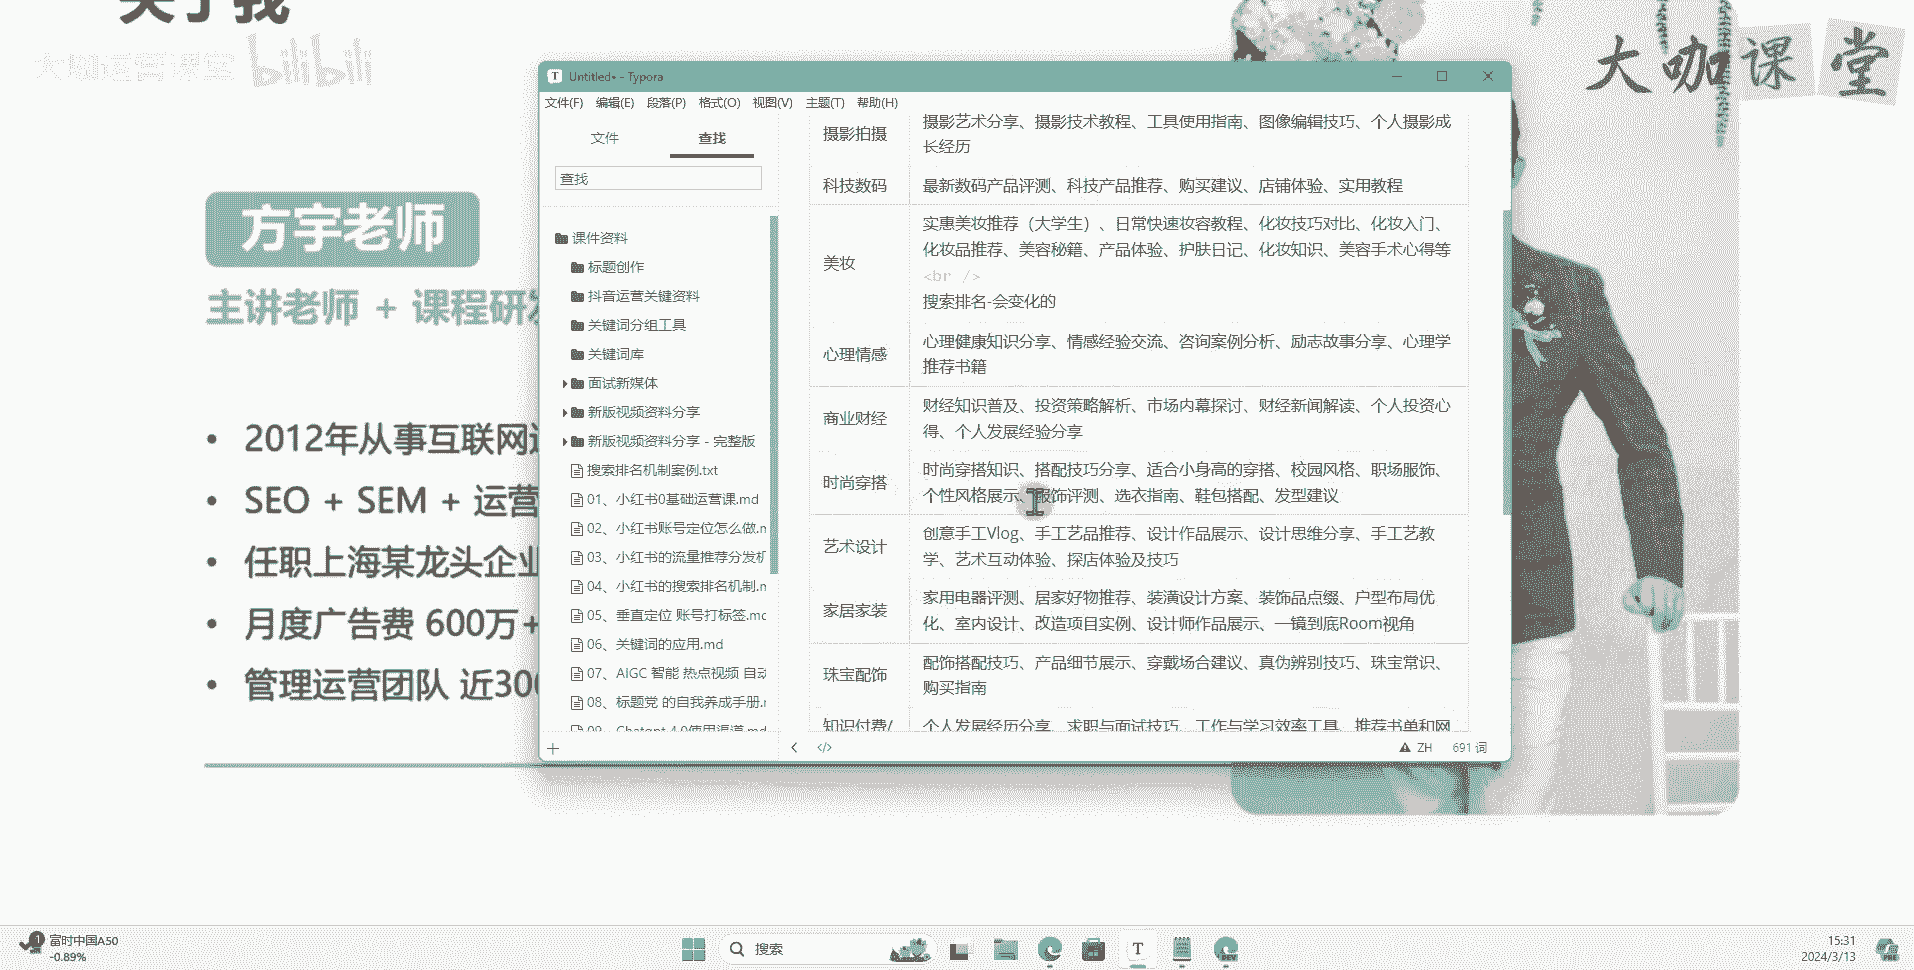 关于我
大咖运营课堂 bilibili
大咖课堂
方宇老师
主讲老师 + 课程研发
2012年从事互联网运
SEO + SEM + 运营
任职上海某龙头企业
月度广告费 600万+
管理运营团队 近300
Untitled• - Typora
文件(F) 编辑(E) 段落(P) 格式(O) 视图(V) 主题(T) 帮助(H)
文件 查找
查找
课件资料
标题创作
抖音运营关键资料
关键词分组工具
关键词库
面试新媒体
新版视频资料分享
新版视频资料分享 - 完整版
搜索排名机制案例.txt
01、小红书0基础运营课.md
02、小红书账号定位怎么做.m
03、小红书的流量推荐分发机
04、小红书的搜索排名机制.m
05、垂直定位 账号打标签.mc
06、关键词的应用.md
07、AIGC 智能 热点视频 自动
08、标题党 的自我养成手册.r
09、Chatgpt 4.0使用渠道.md
摄影拍摄
摄影艺术分享、摄影技术教程、工具使用指南、图像编辑技巧、个人摄影成
长经历
科技数码
最新数码产品评测、科技产品推荐、购买建议、店铺体验、实用教程
美妆
实惠美妆推荐（大学生）、日常快速妆容教程、化妆技巧对比、化妆入门、
化妆品推荐、美容秘籍、产品体验、护肤日记、化妆知识、美容手术心得等
<br />
搜索排名-会变化的
心理情感
心理健康知识分享、情感经验交流、咨询案例分析、励志故事分享、心理学
推荐书籍
商业财经
财经知识普及、投资策略解析、市场内幕探讨、财经新闻解读、个人投资心
得、个人发展经验分享
时尚穿搭
时尚穿搭知识、搭配技巧分享、适合小身高的穿搭、校园风格、职场服饰、
个性风格展示、服饰评测、选衣指南、鞋包搭配、发型建议
艺术设计
创意手工Vlog、手工艺品推荐、设计作品展示、设计思维分享、手工艺教
学、艺术互动体验、探店体验及技巧
家居家装
家用电器评测、居家好物推荐、装潢设计方案、装饰品点缀、户型布局优
化、室内设计、改造项目实例、设计师作品展示、一镜到底Room视角
珠宝配饰
配饰搭配技巧、产品细节展示、穿戴场合建议、真伪辨别技巧、珠宝常识、
购买指南
知识付费/
个人发展经历分享、求职与面试技巧、工作与学习效率工具、推荐书单和网
ZH 691 词
富时中国A50
-0.89%
搜索
15:31
2024/3/13